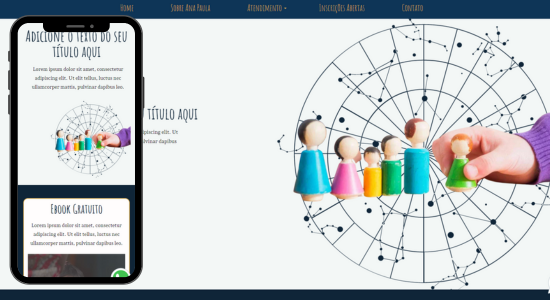 Home Sobre Ana Paula Atendimento Inscrições Abertas Contato
Adicione o texto do seu
título aqui
Lorem ipsum dolor sit amet, consectetur
adipiscing elit. Ut elit tellus, luctus nec
ullamcorper mattis, pulvinar dapibus leo.
título aqui
ipiscing elit. Ut
lvinar dapibus
Ebook Gratuito
Lorem ipsum dolor sit amet, consectetur
adipiscing elit. Ut elit tellus, luctus nec
ullamcorper mattis, pulvinar dapibus leo.